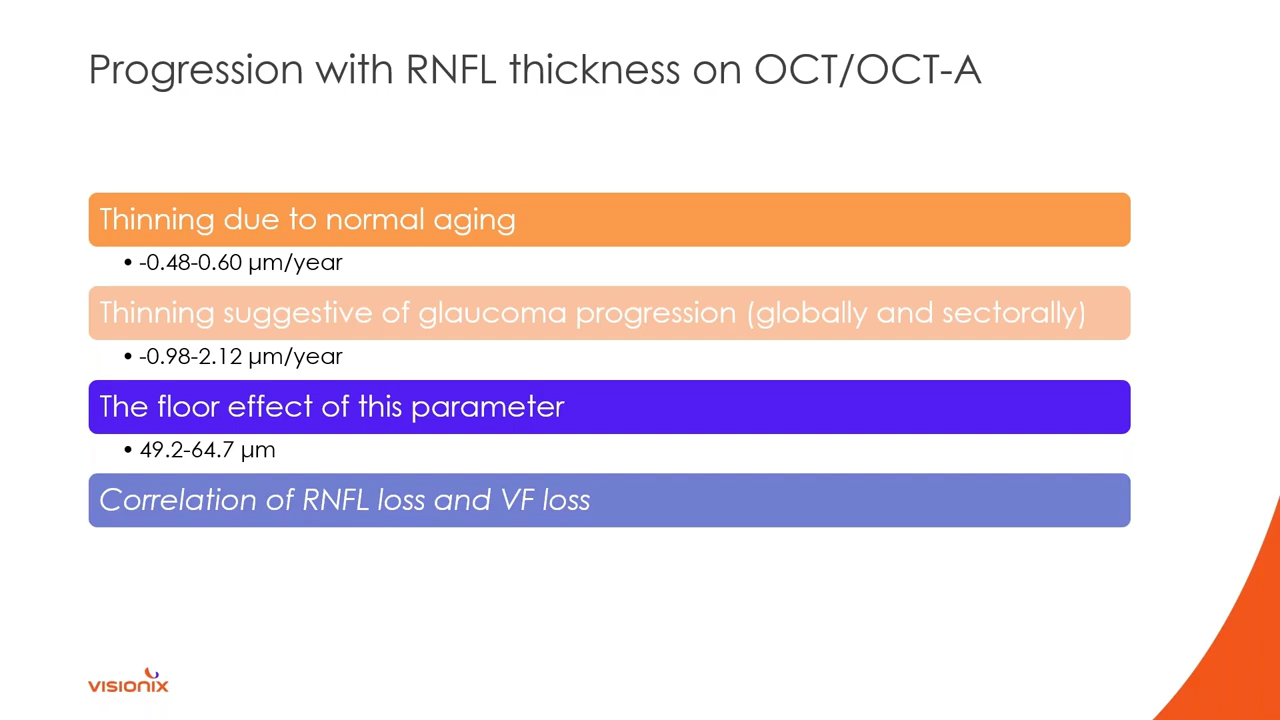 Progression with RNFL thickness on OCT/OCT-A
Thinning due to normal aging
• -0.48-0.60 µm/year
Thinning suggestive of glaucoma progression (globally and sectorally)
• -0.98-2.12 µm/year
The floor effect of this parameter
• 49.2-64.7 µm
Correlation of RNFL loss and VF loss
VISIONIX